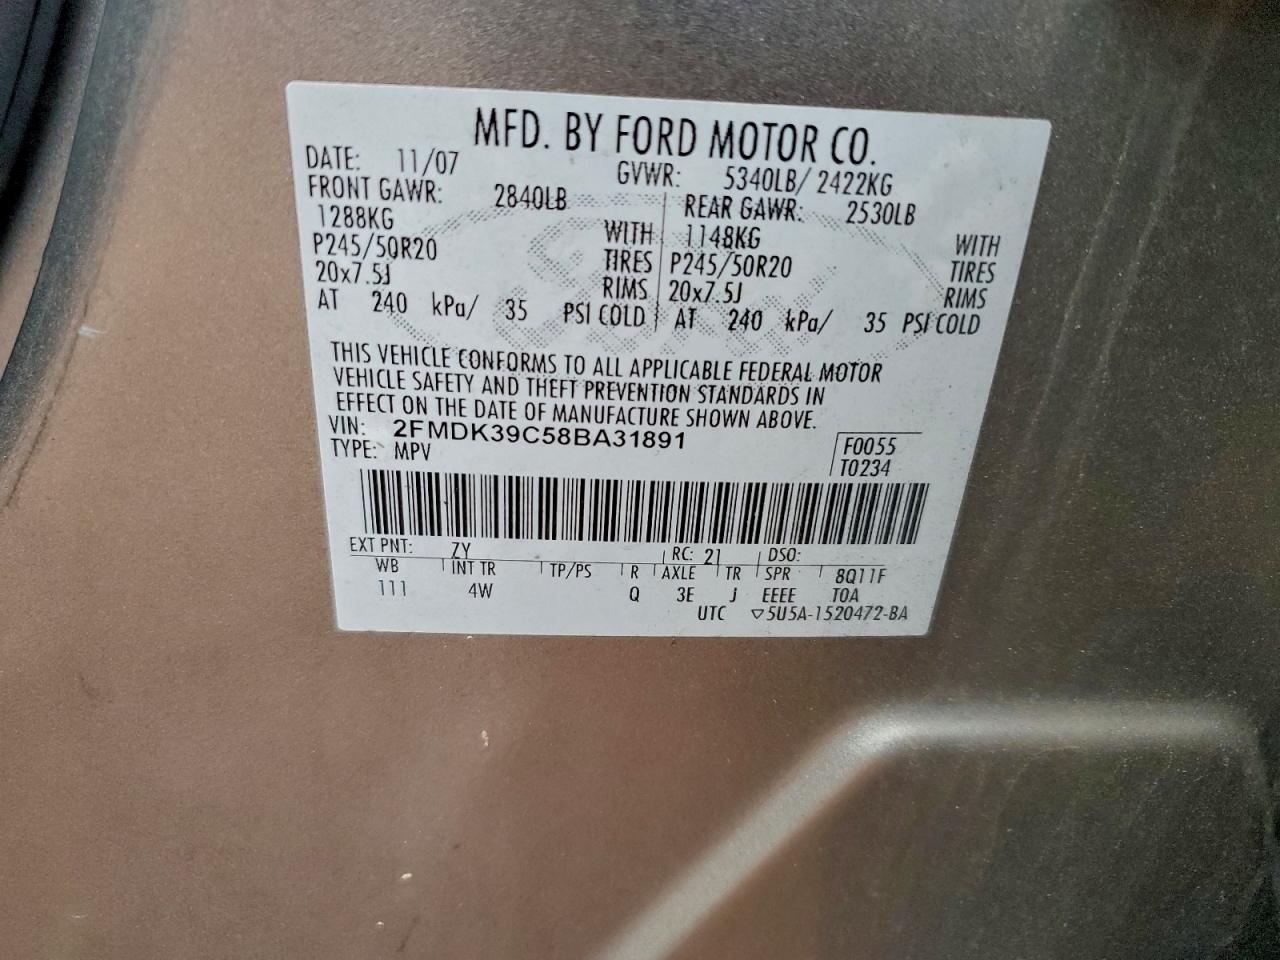 MFD. BY FORD MOTOR CO.
DATE: 11/07 GVWR: 5340LB/ 2422KG
FRONT GAWR: 2840LB REAR GAWR: 2530LB
1288KG WITH 1148KG WITH
P245/50R20 TIRES P245/50R20 TIRES
20x7.5J RIMS 20x7.5J RIMS
AT 240 kPa/ 35 PSI COLD AT 240 kPa/ 35 PSI COLD
THIS VEHICLE CONFORMS TO ALL APPLICABLE FEDERAL MOTOR
VEHICLE SAFETY AND THEFT PREVENTION STANDARDS IN
EFFECT ON THE DATE OF MANUFACTURE SHOWN ABOVE.
VIN: 2FMDK39C58BA31891 F0055
TYPE: MPV T0234
EXT PNT: ZY RC: 21 DSO:
WB INT TR TP/PS R AXLE TR SPR 8Q11F
111 4W Q 3E J EEEE TOA
UTC ▽5U5A-1520472-BA